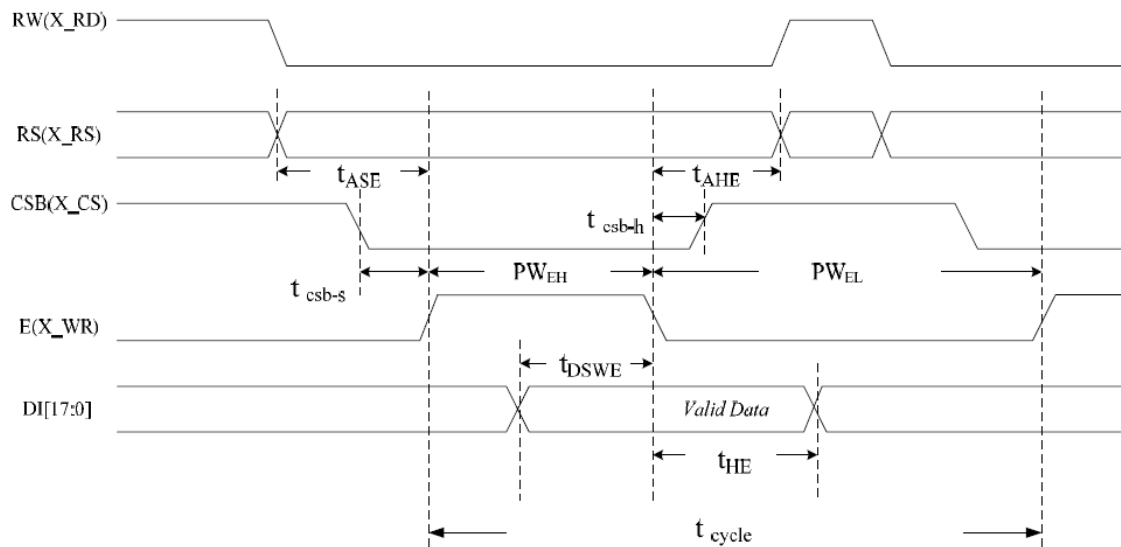 RW(X_RD)
RS(X_RS)
tASE
tAHE
CSB(X_CS)
t csb-h
t csb-s
PWEH
PWEL
E(X_WR)
tDSWE
DI[17:0]
Valid Data
tHE
t cycle